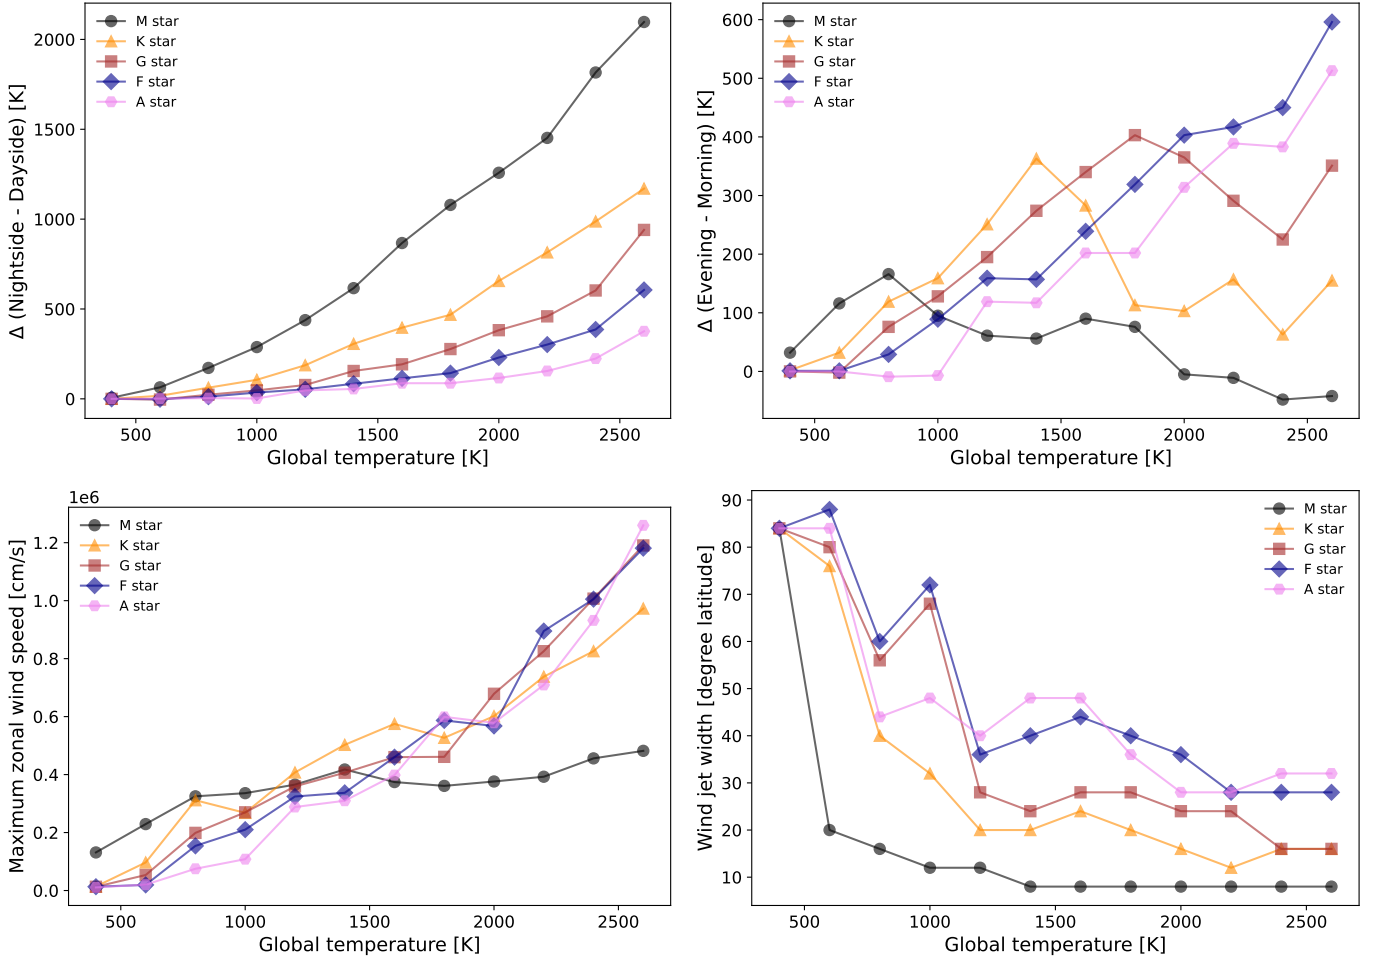 M star
K star
G star
F star
A star
2000
1500
1000
500
0
Δ (Nightside - Dayside) [K]
500
1000
1500
2000
2500
Global temperature [K]
M star
K star
G star
F star
A star
600
500
400
300
200
100
0
Δ (Evening - Morning) [K]
500
1000
1500
2000
2500
Global temperature [K]
1e6
M star
K star
G star
F star
A star
1.2
1.0
0.8
0.6
0.4
0.2
0.0
Maximum zonal wind speed [cm/s]
500
1000
1500
2000
2500
Global temperature [K]
M star
K star
G star
F star
A star
90
80
70
60
50
40
30
20
10
Wind jet width [degree latitude]
500
1000
1500
2000
2500
Global temperature [K]